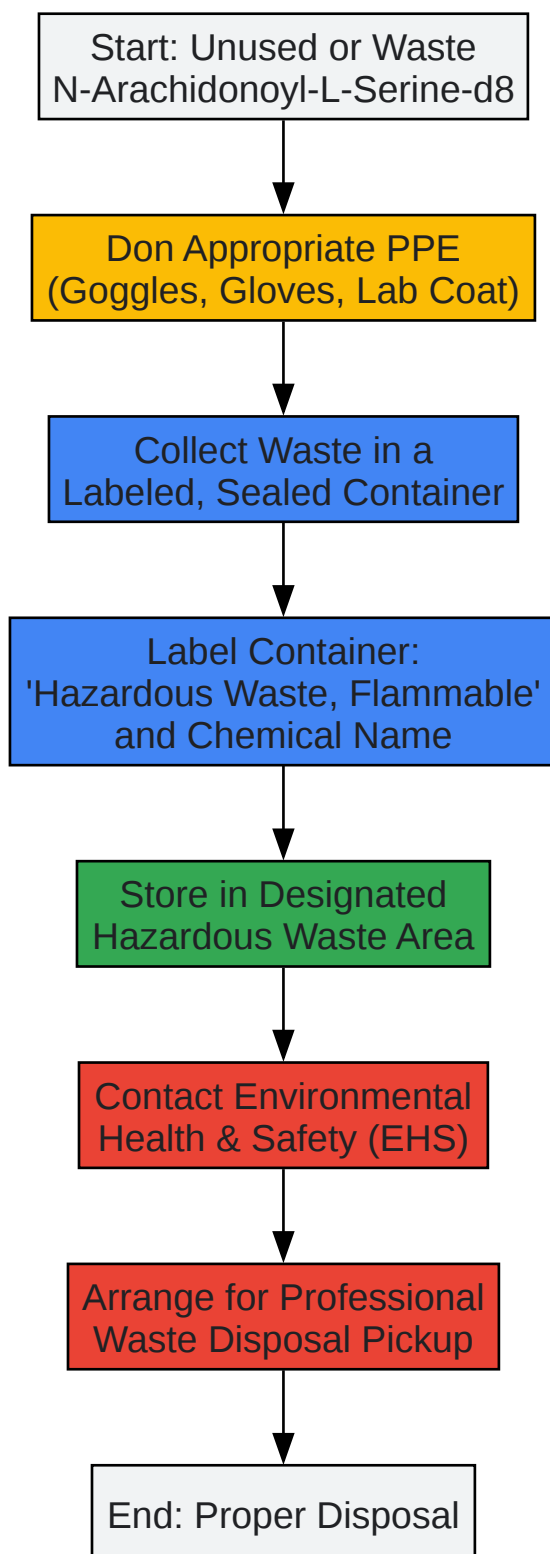 Start: Unused or Waste
N-Arachidonoyl-L-Serine-d8
Don Appropriate PPE
(Goggles, Gloves, Lab Coat)
Collect Waste in a
Labeled, Sealed Container
Label Container:
'Hazardous Waste, Flammable'
and Chemical Name
Store in Designated
Hazardous Waste Area
Contact Environmental
Health & Safety (EHS)
Arrange for Professional
Waste Disposal Pickup
End: Proper Disposal